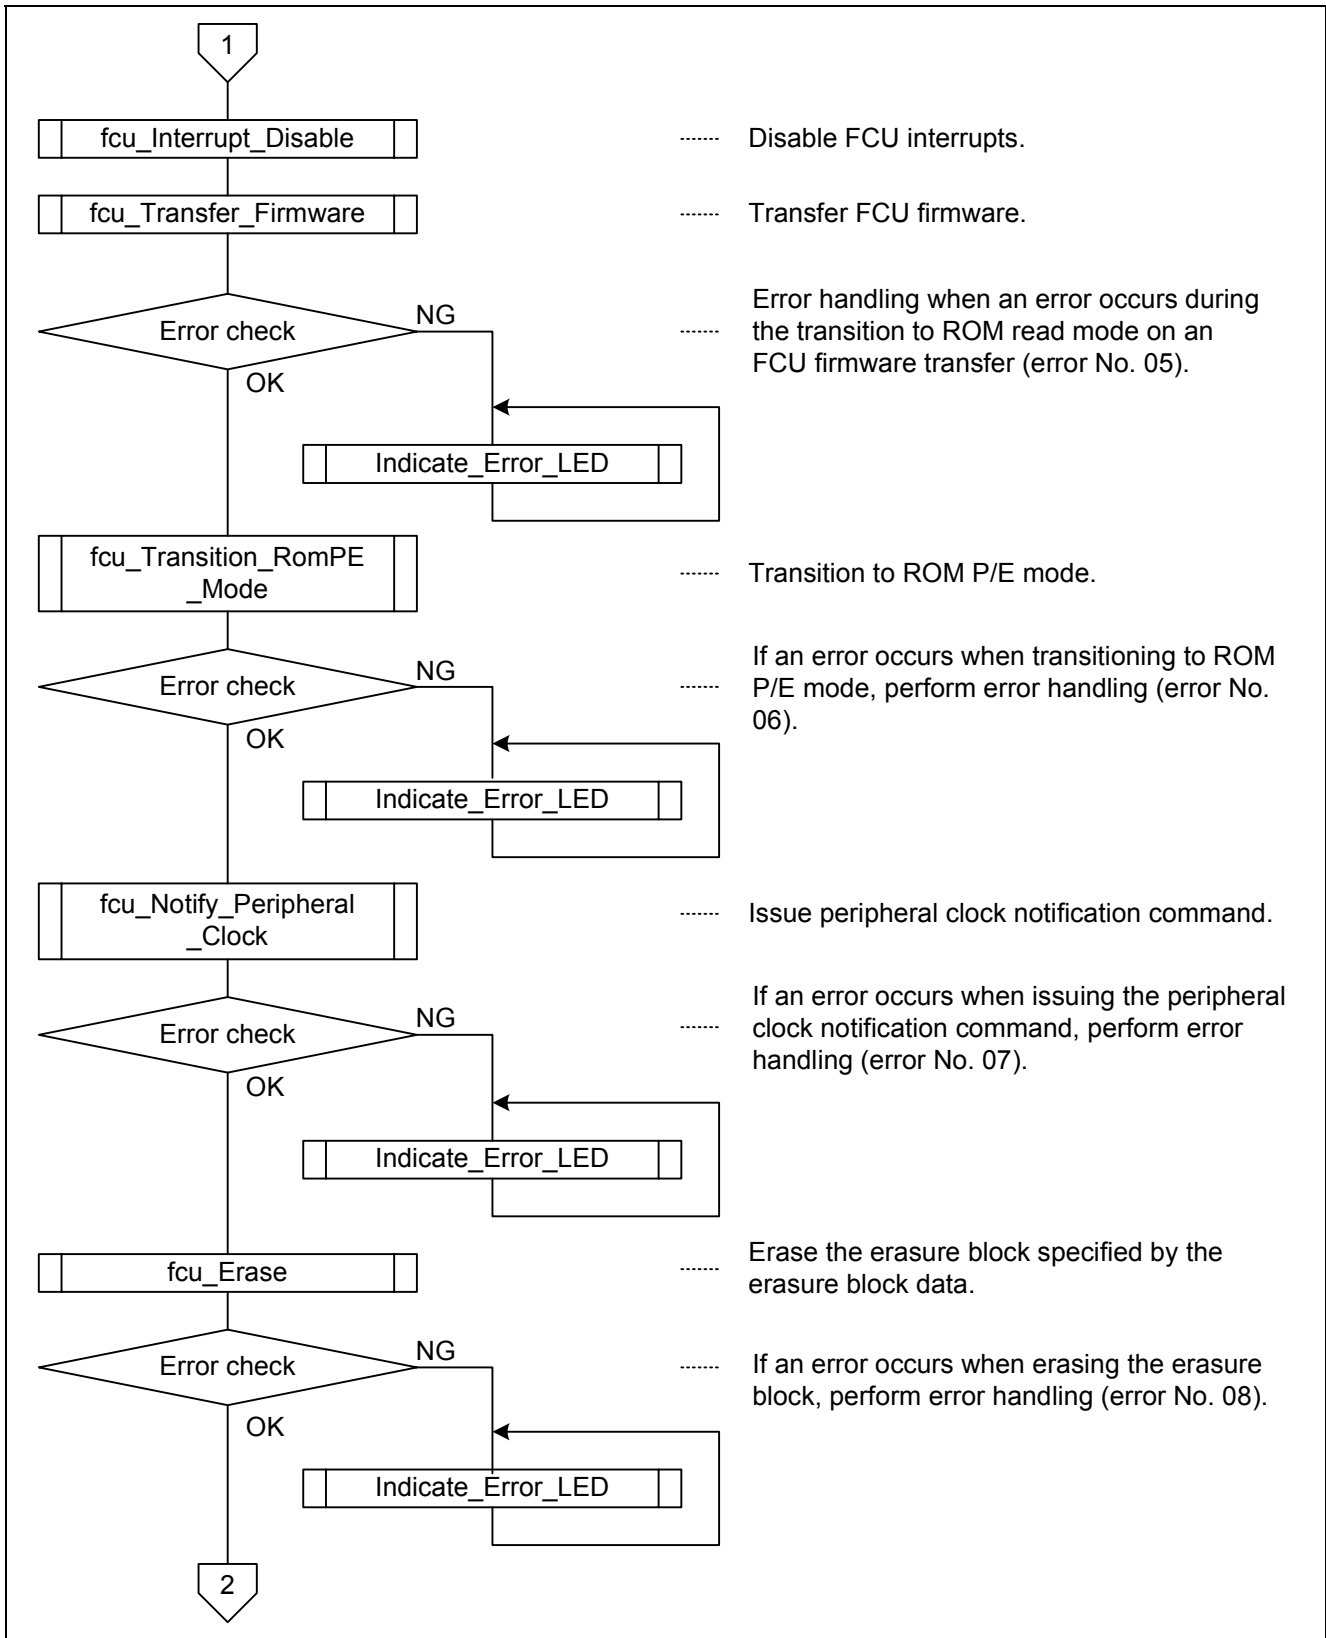 1
fcu_Interrupt_Disable
------- Disable FCU interrupts.
fcu_Transfer_Firmware
------- Transfer FCU firmware.
Error check
NG
OK
------- Error handling when an error occurs during
the transition to ROM read mode on an
FCU firmware transfer (error No. 05).
Indicate_Error_LED
fcu_Transition_RomPE
_Mode
------- Transition to ROM P/E mode.
Error check
NG
OK
------- If an error occurs when transitioning to ROM
P/E mode, perform error handling (error No.
06).
Indicate_Error_LED
fcu_Notify_Peripheral
_Clock
------- Issue peripheral clock notification command.
Error check
NG
OK
------- If an error occurs when issuing the peripheral
clock notification command, perform error
handling (error No. 07).
Indicate_Error_LED
fcu_Erase
------- Erase the erasure block specified by the
erasure block data.
Error check
NG
OK
------- If an error occurs when erasing the erasure
block, perform error handling (error No. 08).
Indicate_Error_LED
2